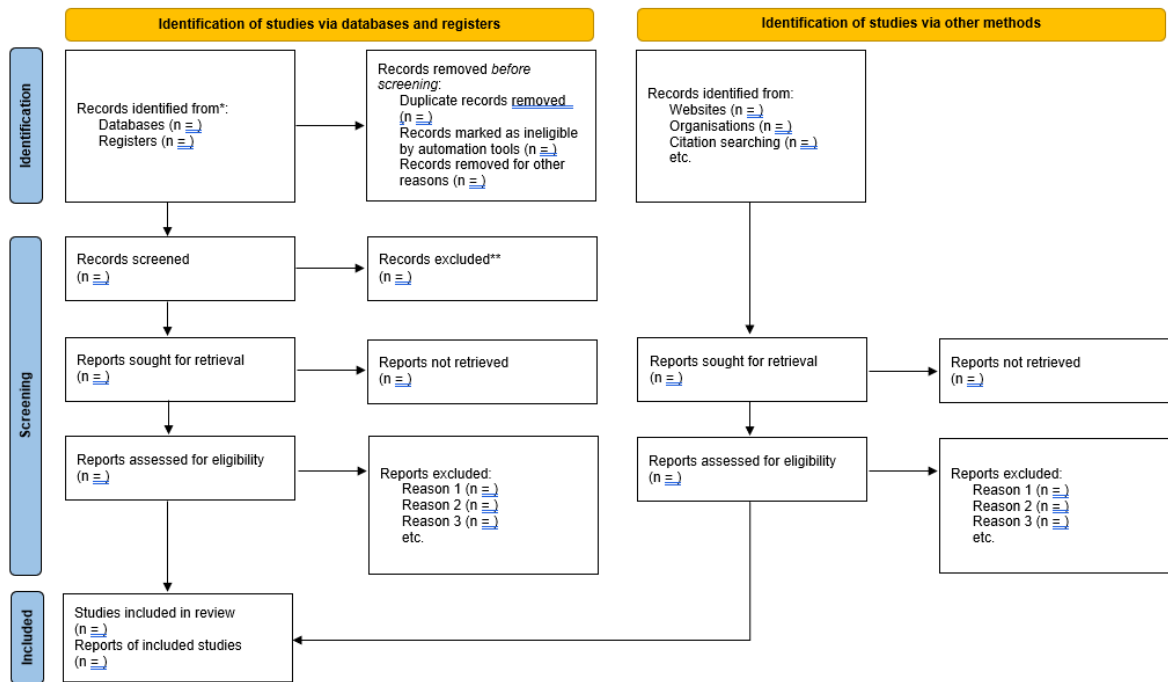 Identification of studies via databases and registers
Identification of studies via other methods
Identification
Records identified from*:
Databases (n = )
Registers (n = )
Records removed before
screening:
Duplicate records removed
(n = )
Records marked as ineligible
by automation tools (n = )
Records removed for other
reasons (n = )
Records identified from:
Websites (n = )
Organisations (n = )
Citation searching (n = )
etc.
Screening
Records screened
(n = )
Records excluded**
(n = )
Reports sought for retrieval
(n = )
Reports not retrieved
(n = )
Reports sought for retrieval
(n = )
Reports not retrieved
(n = )
Reports assessed for eligibility
(n = )
Reports excluded:
Reason 1 (n = )
Reason 2 (n = )
Reason 3 (n = )
etc.
Reports assessed for eligibility
(n = )
Reports excluded:
Reason 1 (n = )
Reason 2 (n = )
Reason 3 (n = )
etc.
Included
Studies included in review
(n = )
Reports of included studies
(n = )